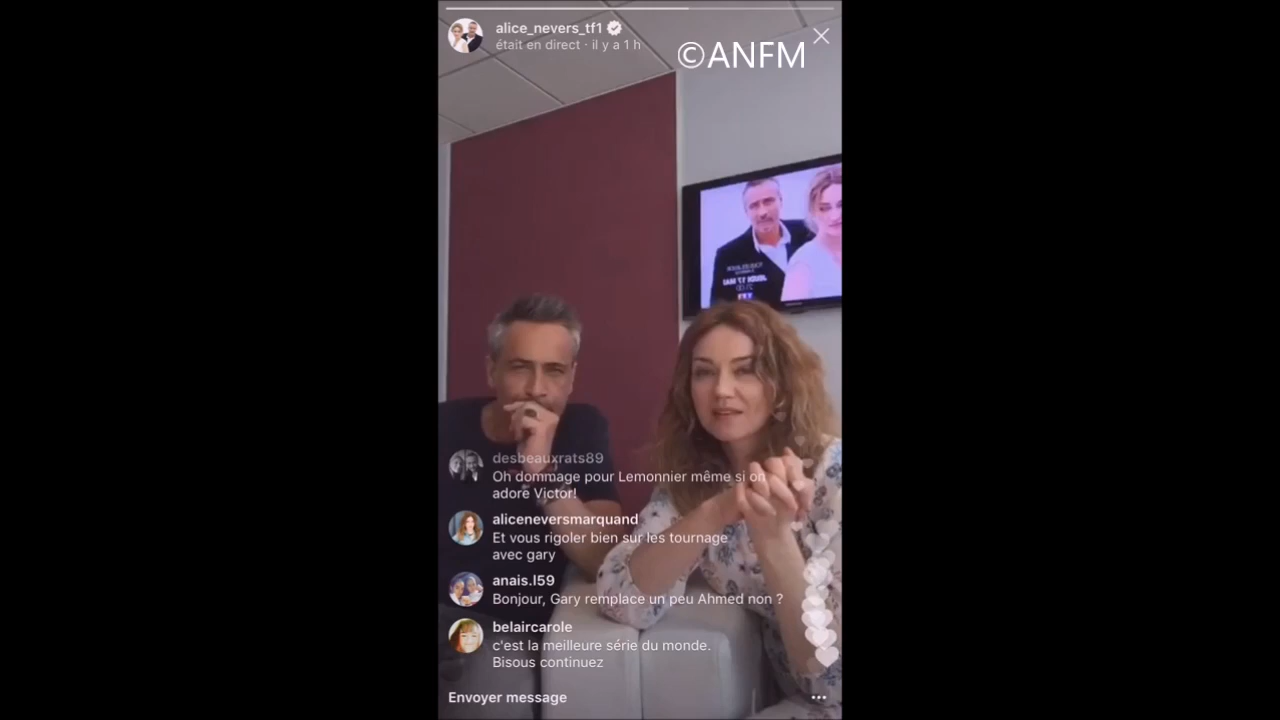 alice_nevers_tf1
était en direct · il y a 1 h
©ANFM
desbeauxrats89
Oh dommage pour Lemonnier même si on
adore Victor!
aliceneversmarquand
Et vous rigoler bien sur les tournage
avec gary
anais.l59
Bonjour, Gary remplace un peu Ahmed non ?
belaircarole
c'est la meilleure série du monde.
Bisous continuez
Envoyer message